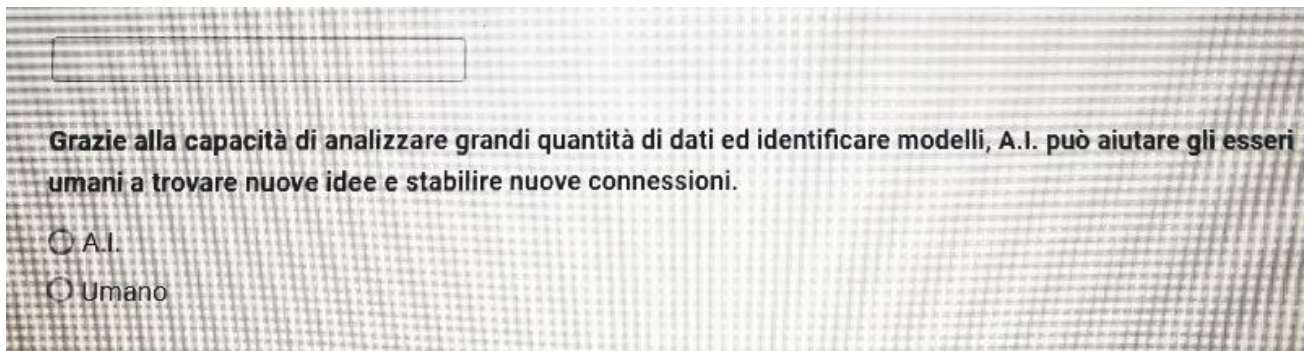 Grazie alla capacità di analizzare grandi quantità di dati ed identificare modelli, A.I. può aiutare gli esseri
umani a trovare nuove idee e stabilire nuove connessioni.
A.I.
Umano